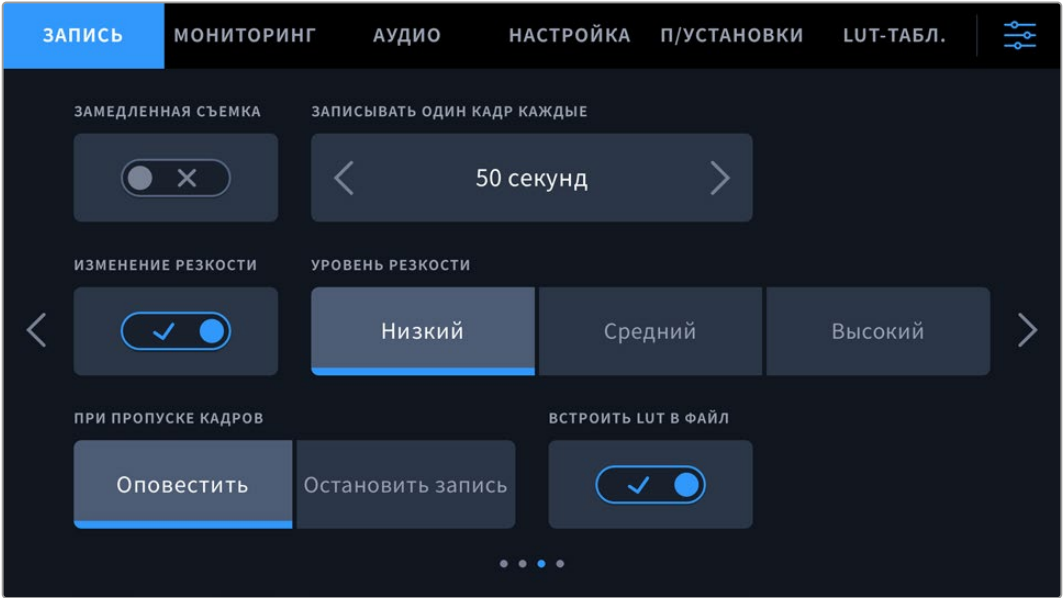 ЗАПИСЬ МОНИТОРИНГ АУДИО НАСТРОЙКА П/УСТАНОВКИ LUT-ТАБЛ.
ЗАМЕДЛЕННАЯ СЪЕМКА ЗАПИСЫВАТЬ ОДИН КАДР КАЖДЫЕ
50 секунд
ИЗМЕНЕНИЕ РЕЗКОСТИ УРОВЕНЬ РЕЗКОСТИ
Низкий Средний Высокий
ПРИ ПРОПУСКЕ КАДРОВ ВСТРОИТЬ LUT В ФАЙЛ
Оповестить Остановить запись